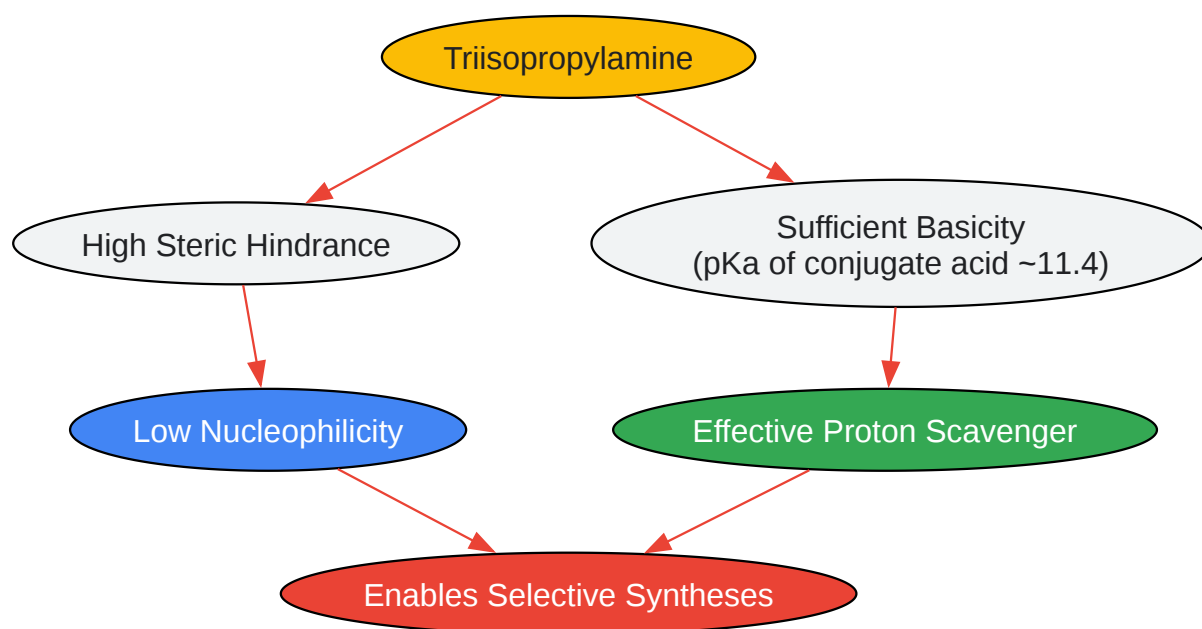 Triisopropylamine
High Steric Hindrance
Sufficient Basicity
(pKa of conjugate acid ~11.4)
Low Nucleophilicity
Effective Proton Scavenger
Enables Selective Syntheses